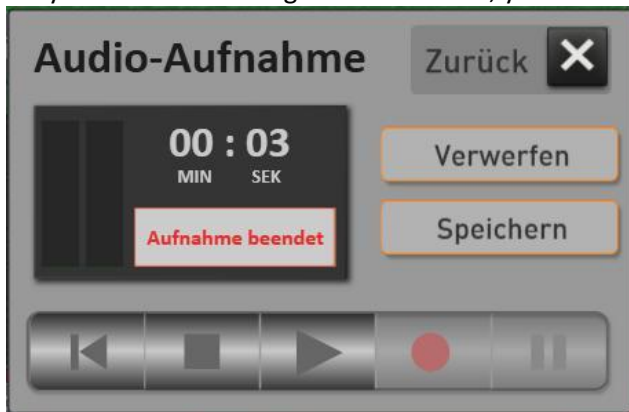 Audio-Aufnahme
Zurück
00 : 03
MIN SEK
Aufnahme beendet
Verwerfen
Speichern